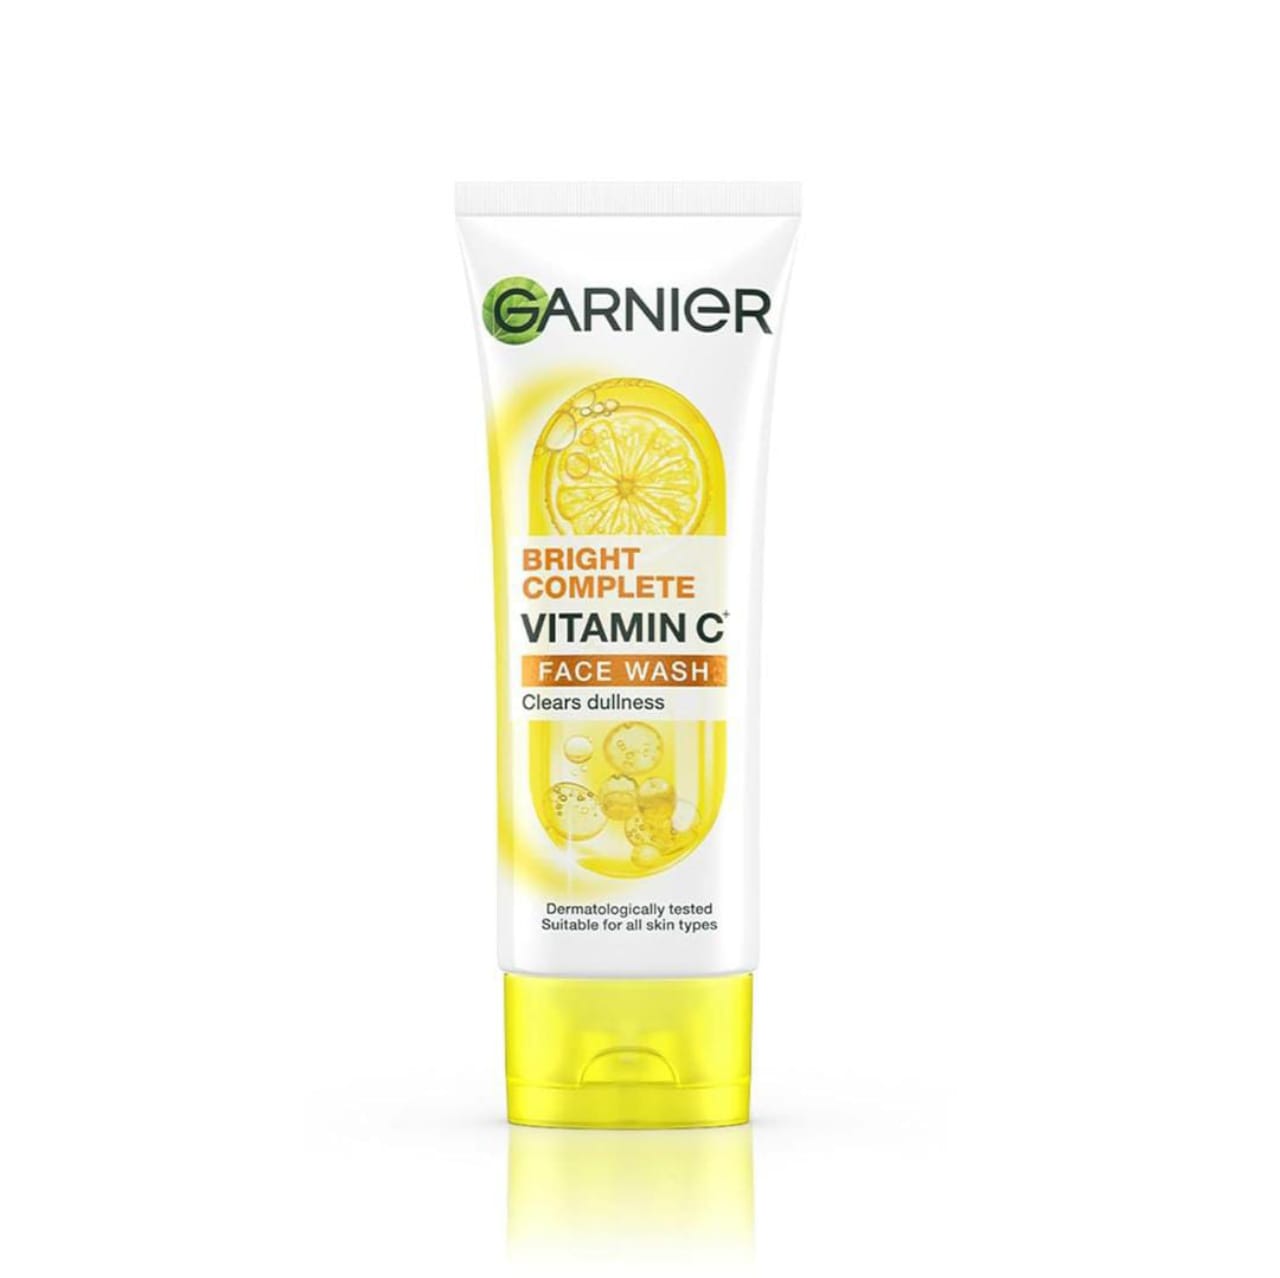 GARNIER
BRIGHT
COMPLETE
VITAMIN C+
FACE WASH
Clears dullness
Dermatologically tested
Suitable for all skin types